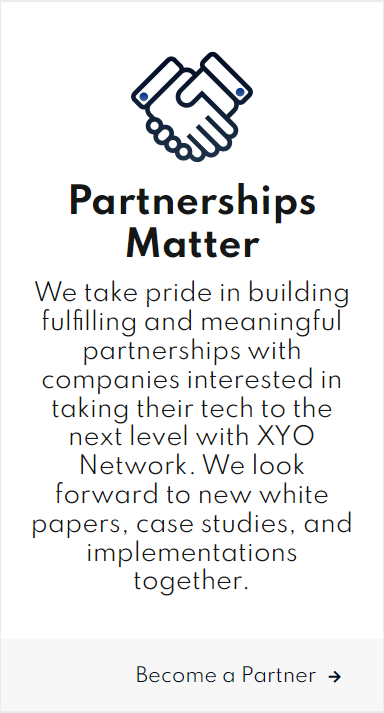 Partnerships
Matter
We take pride in building
fulfilling and meaningful
partnerships with
companies interested in
taking their tech to the
next level with XYO
Network. We look
forward to new white
papers, case studies, and
implementations
together.
Become a Partner →